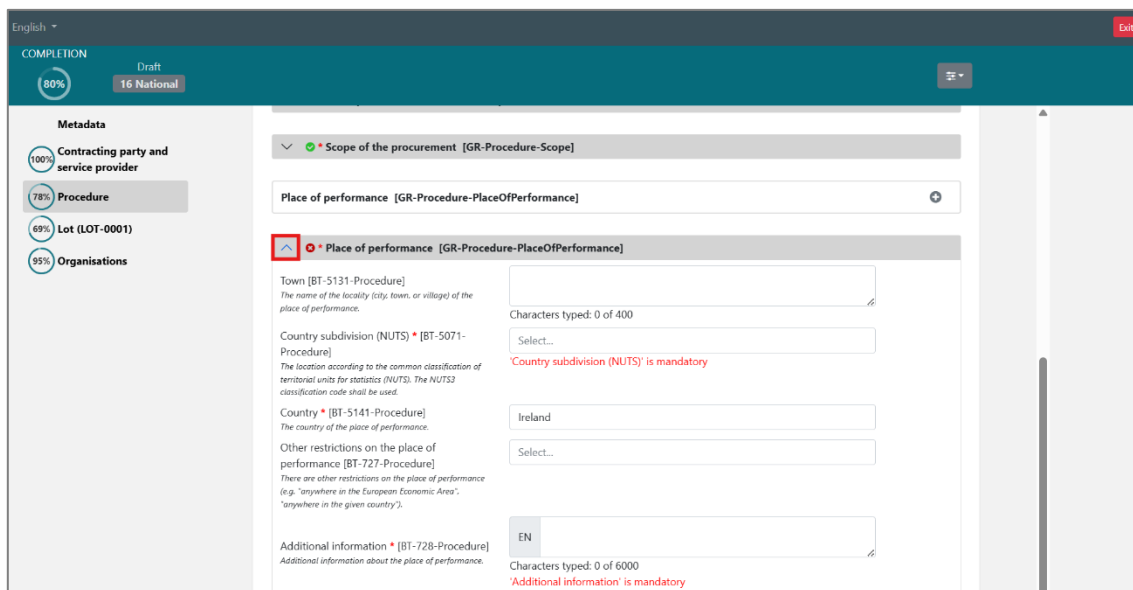 English
Exit
COMPLETION
80%
Draft
16 National
Metadata
100%
Contracting party and
service provider
78%
Procedure
69%
Lot (LOT-0001)
95%
Organisations
* Scope of the procurement [GR-Procedure-Scope]
Place of performance [GR-Procedure-PlaceOfPerformance]
* Place of performance [GR-Procedure-PlaceOfPerformance]
Town [BT-5131-Procedure]
The name of the locality (city, town, or village) of the
place of performance.
Characters typed: 0 of 400
Country subdivision (NUTS) * [BT-5071-
Procedure]
The location according to the common classification of
territorial units for statistics (NUTS). The NUTS3
classification code shall be used.
Select...
'Country subdivision (NUTS)' is mandatory
Country * [BT-5141-Procedure]
The country of the place of performance.
Ireland
Other restrictions on the place of
performance [BT-727-Procedure]
There are other restrictions on the place of performance
(e.g. "anywhere in the European Economic Area",
"anywhere in the given country").
Select...
Additional information * [BT-728-Procedure]
Additional information about the place of performance.
EN
Characters typed: 0 of 6000
'Additional information' is mandatory